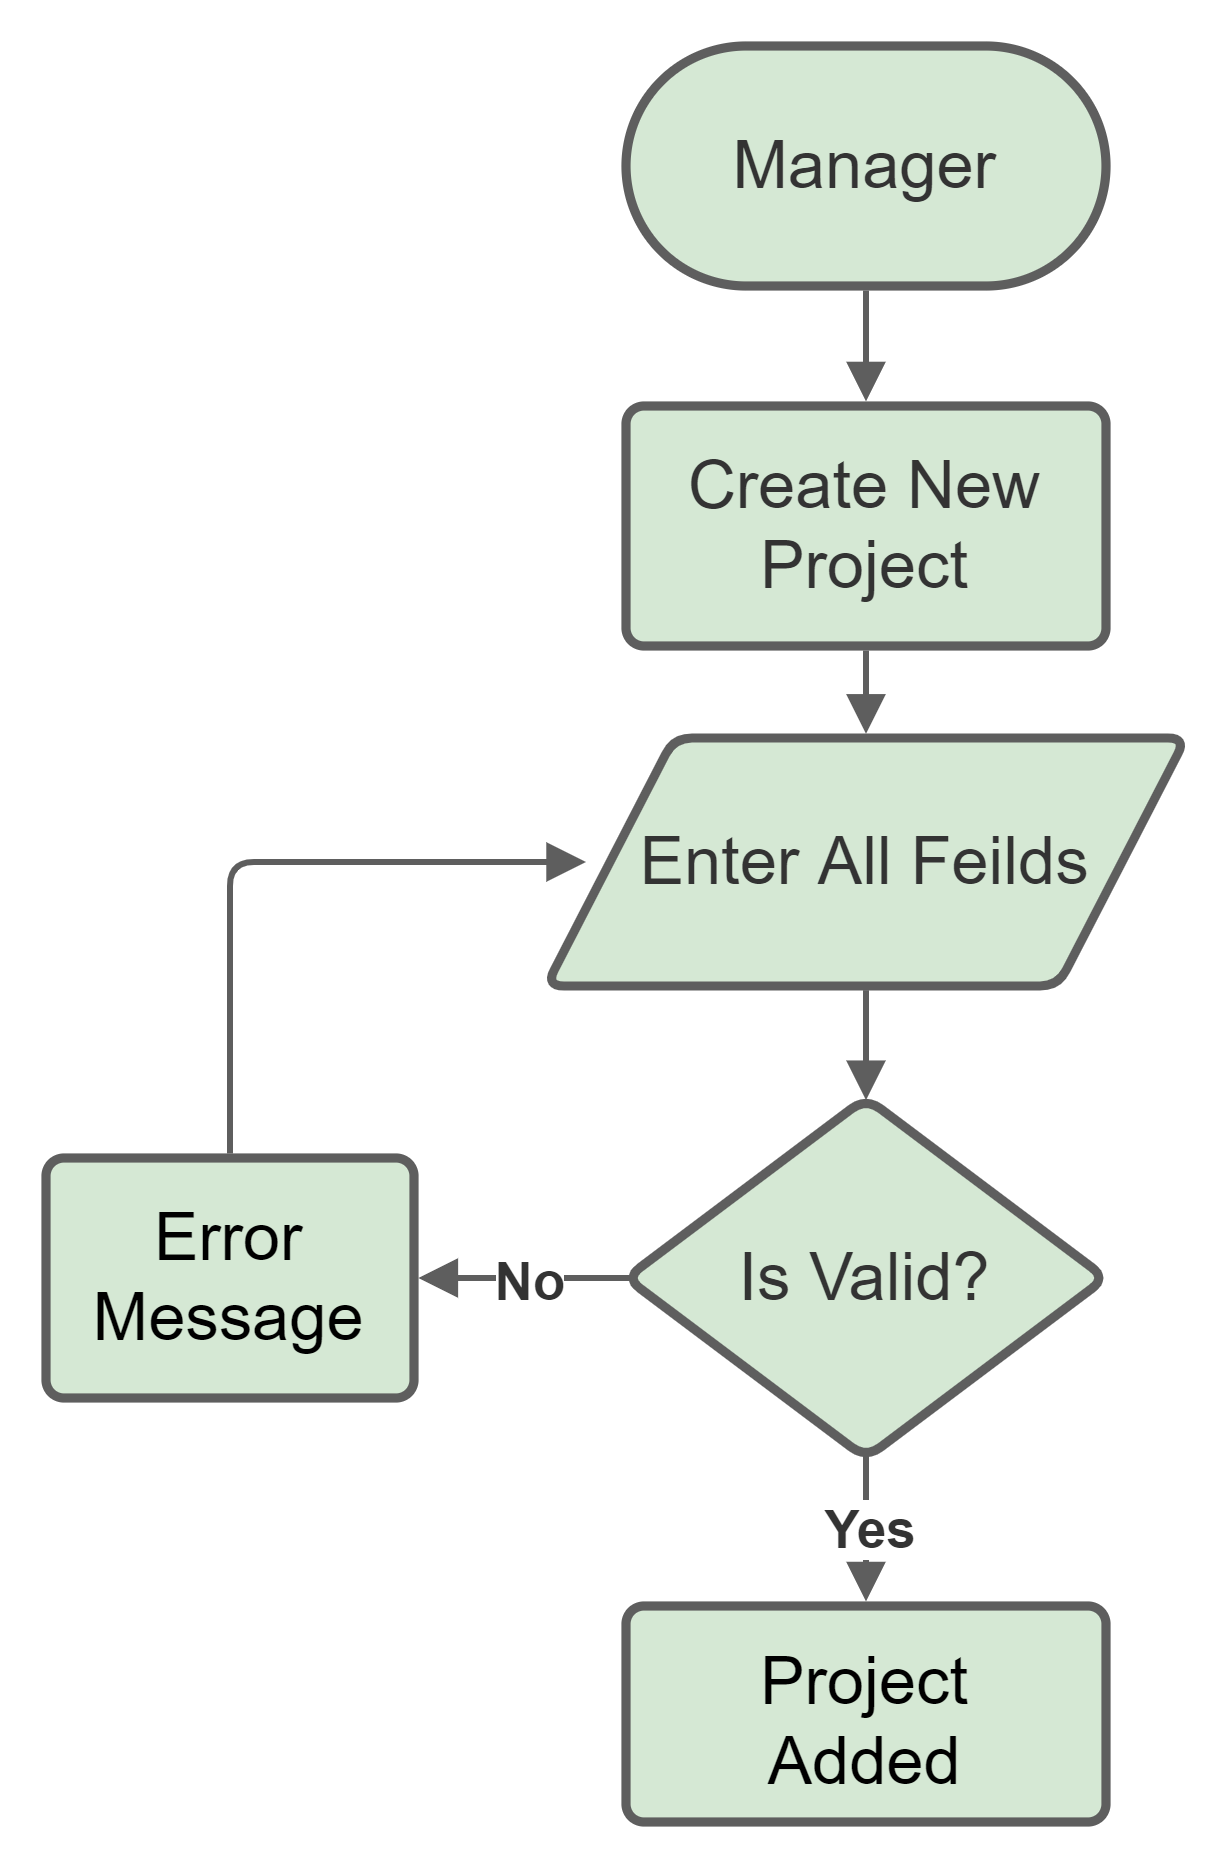 Manager
Create New
Project
Enter All Feilds
Is Valid?
No
Error
Message
Yes
Project
Added